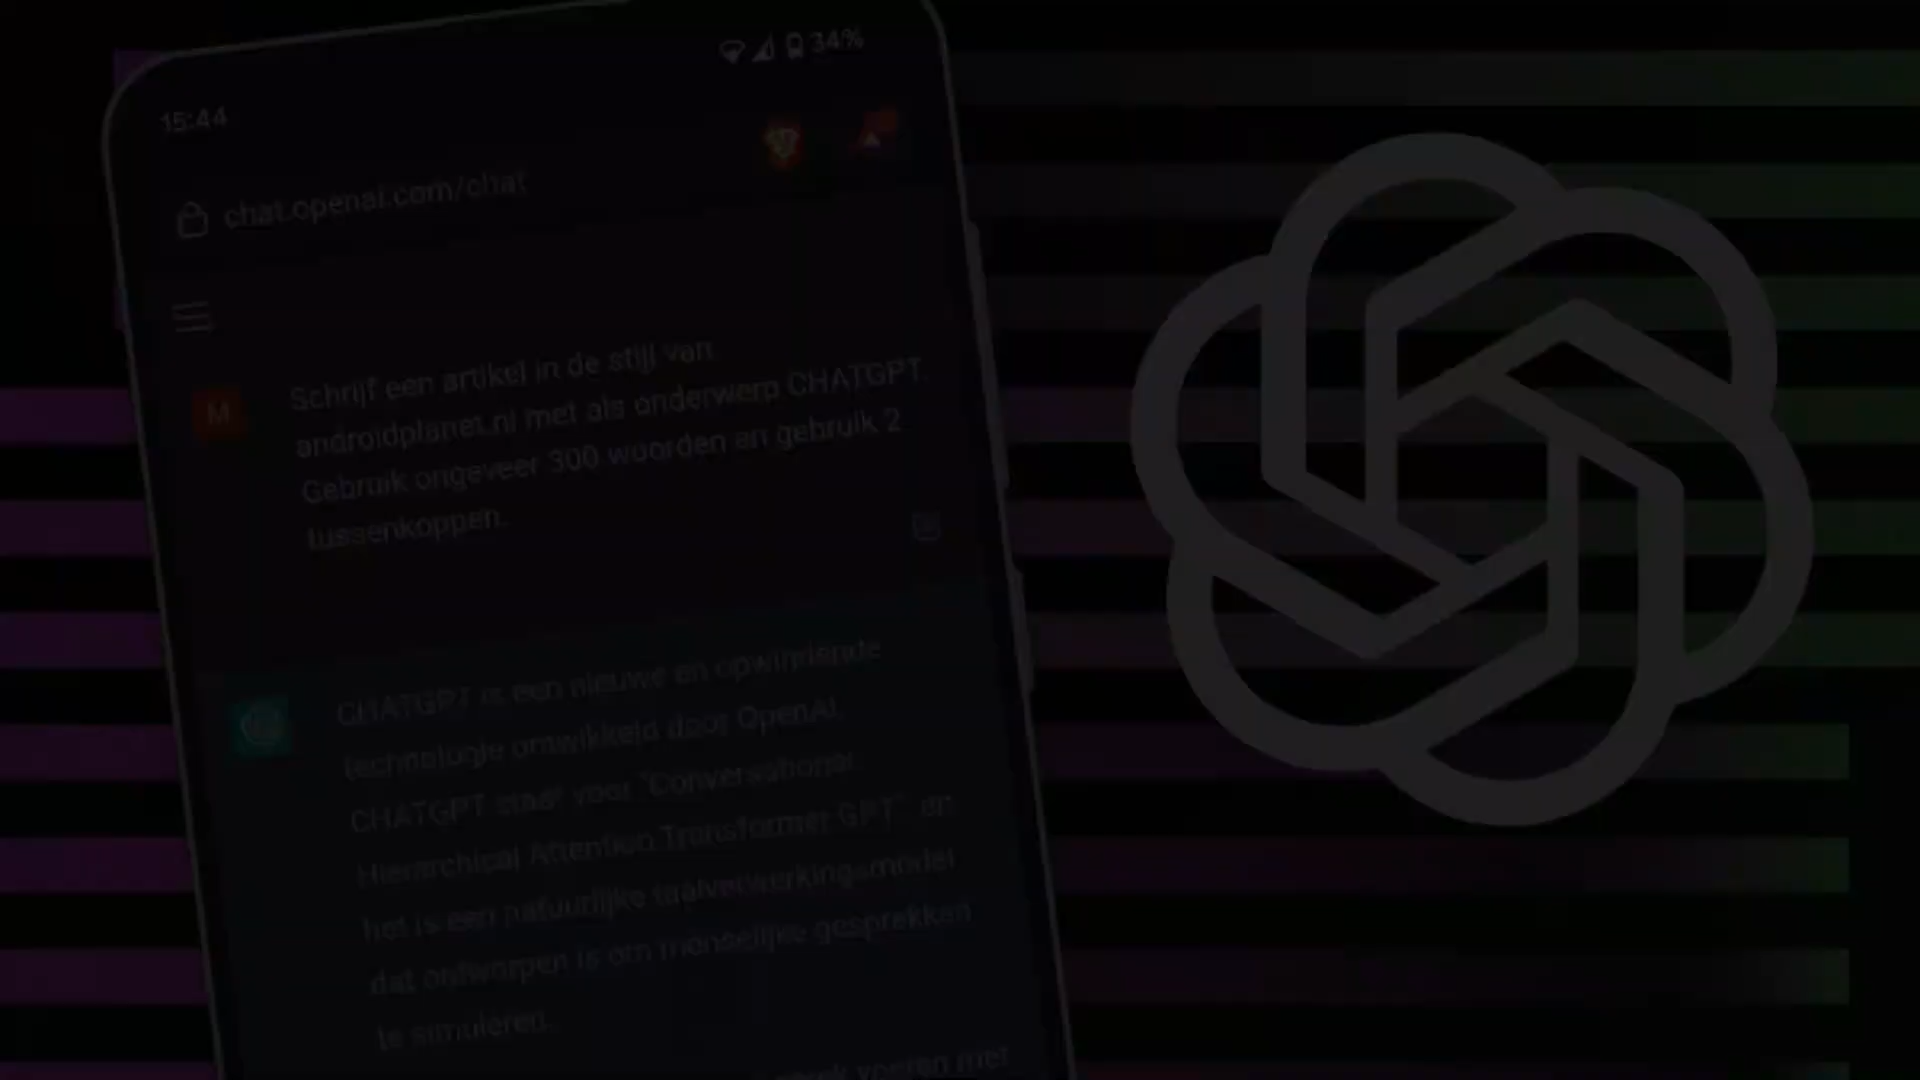 34%
15:44
chat.openai.com/chat
M
Schrijf een artikel in de stijl van
androidplanet.nl met als onderwerp CHATGPT.
Gebruik ongeveer 300 woorden en gebruik 2
tussenkoppen.
CHATGPT is een nieuwe en opwindende
technologie ontwikkeld door OpenAI.
CHATGPT staat voor "Conversational
Hierarchical Attention Transformer GPT", en
het is een natuurlijke taalverwerkingsmodel
dat ontworpen is om menselijke gesprekken
te simuleren.
voeren met